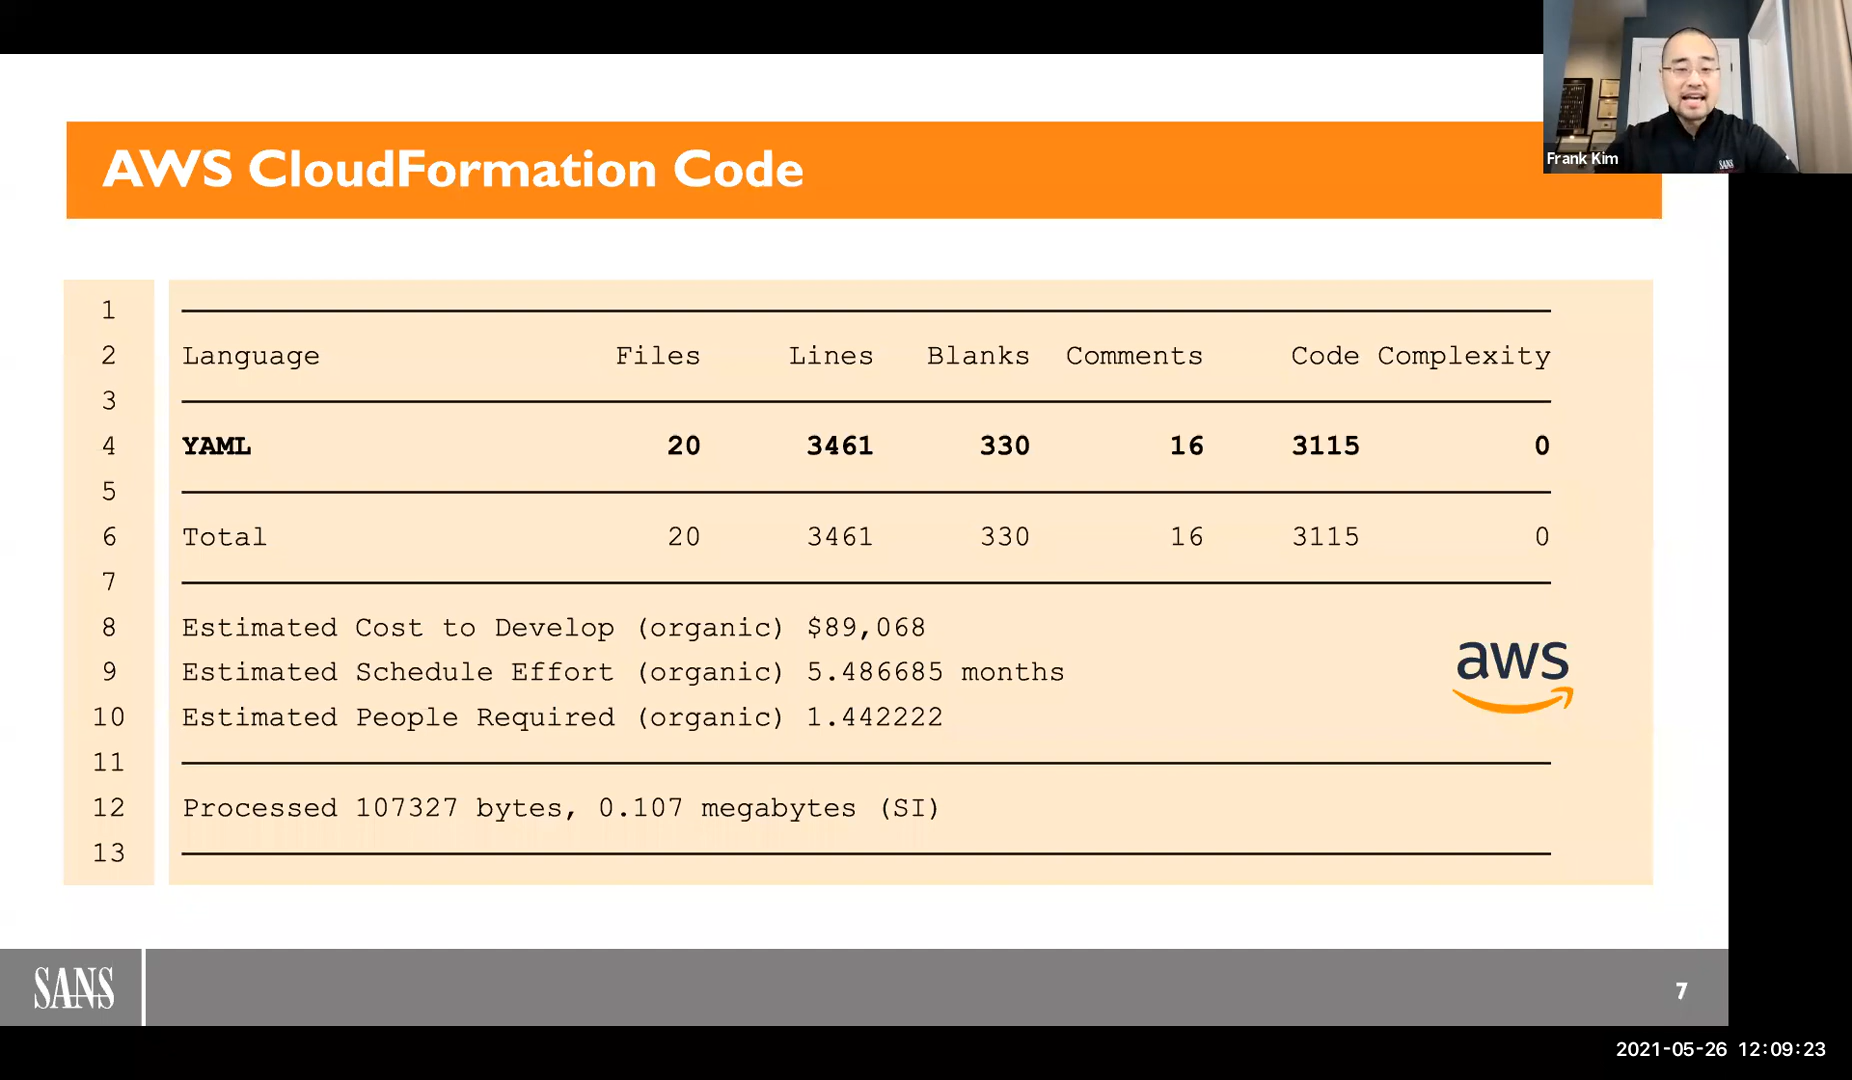 Frank Kim
SANS
AWS CloudFormation Code
1
2 Language Files Lines Blanks Comments Code Complexity
3
4 YAML 20 3461 330 16 3115 0
5
6 Total 20 3461 330 16 3115 0
7
8 Estimated Cost to Develop (organic) $89,068
9 Estimated Schedule Effort (organic) 5.486685 months
10 Estimated People Required (organic) 1.442222
11
12 Processed 107327 bytes, 0.107 megabytes (SI)
13
aws
SANS
7
2021-05-26 12:09:23